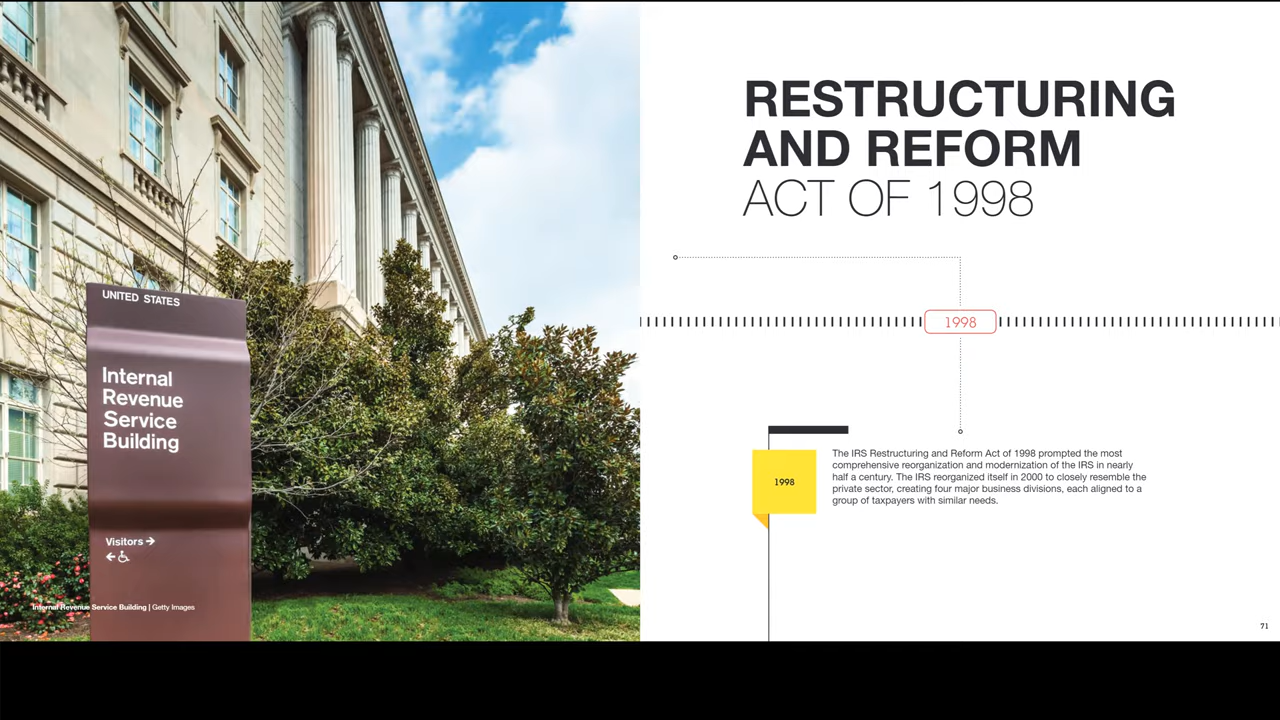 UNITED STATES
Internal
Revenue
Service
Building
Visitors →
←
Internal Revenue Service Building | Getty Images
RESTRUCTURING
AND REFORM
ACT OF 1998
1998
1998
The IRS Restructuring and Reform Act of 1998 prompted the most
comprehensive reorganization and modernization of the IRS in nearly
half a century. The IRS reorganized itself in 2000 to closely resemble the
private sector, creating four major business divisions, each aligned to a
group of taxpayers with similar needs.
71